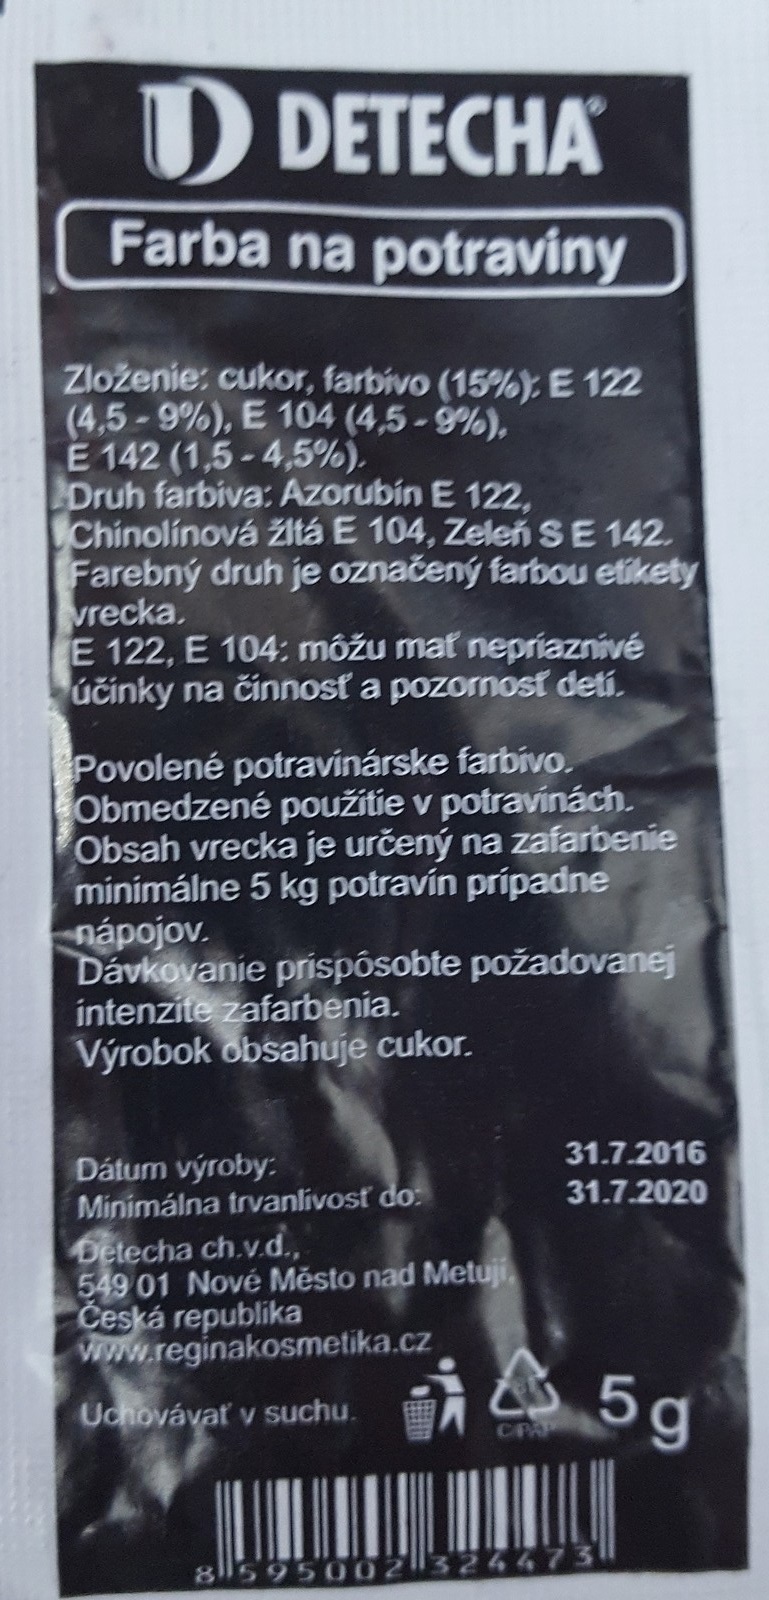 DETECHA®
Farba na potraviny
Zloženie: cukor, farbivo (15%): E 122
(4,5 - 9%), E 104 (4,5 - 9%),
E 142 (1,5 - 4,5%).
Druh farbiva: Azorubín E 122,
Chinolínová žltá E 104, Zeleň S E 142.
Farebný druh je označený farbou etikety
vrecka.
E 122, E 104: môžu mať nepriaznivé
účinky na činnosť a pozornosť detí.
Povolené potravinárske farbivo.
Obmedzené použitie v potravinách.
Obsah vrecka je určený na zafarbenie
minimálne 5 kg potravín prípadne
nápojov.
Dávkovanie prispôsobte požadovanej
intenzite zafarbenia.
Výrobok obsahuje cukor.
Dátum výroby: 31.7.2016
Minimálna trvanlivosť do: 31.7.2020
Detecha ch.v.d.,
549 01 Nové Město nad Metují,
Česká republika
www.reginakosmetika.cz
Uchovávať v suchu. C/PAP 5 g
8 595002 324473